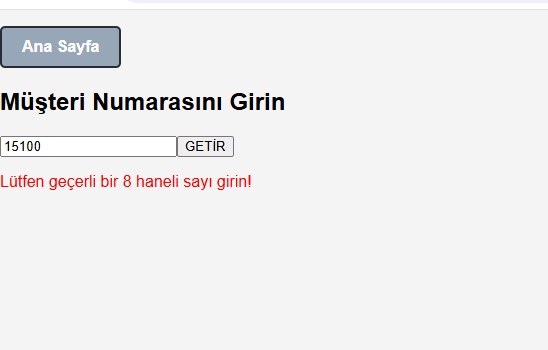 Ana Sayfa
Müşteri Numarasını Girin
15100 GETİR
Lütfen geçerli bir 8 haneli sayı girin!